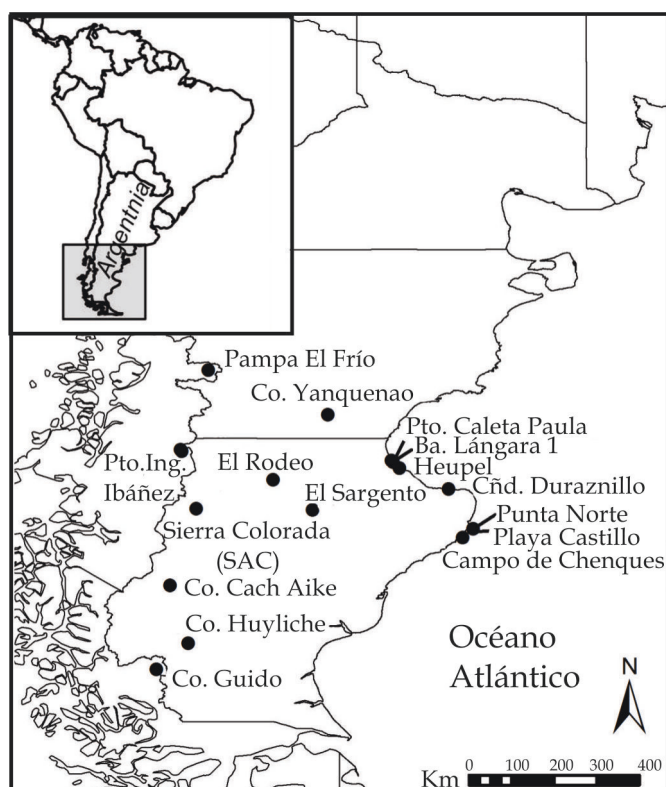 Argentnia
Pampa El Frío
Co. Yanquenao
Pto. Caleta Paula
Ba. Lángara 1
Heupel
Pto.Ing.
Ibáñez
El Rodeo
El Sargento
Cñd. Duraznillo
Sierra Colorada
(SAC)
Punta Norte
Playa Castillo
Campo de Chenques
Co. Cach Aike
Co. Huyliche
Co. Guido
Océano
Atlántico
N
Km
0 100 200 300 400